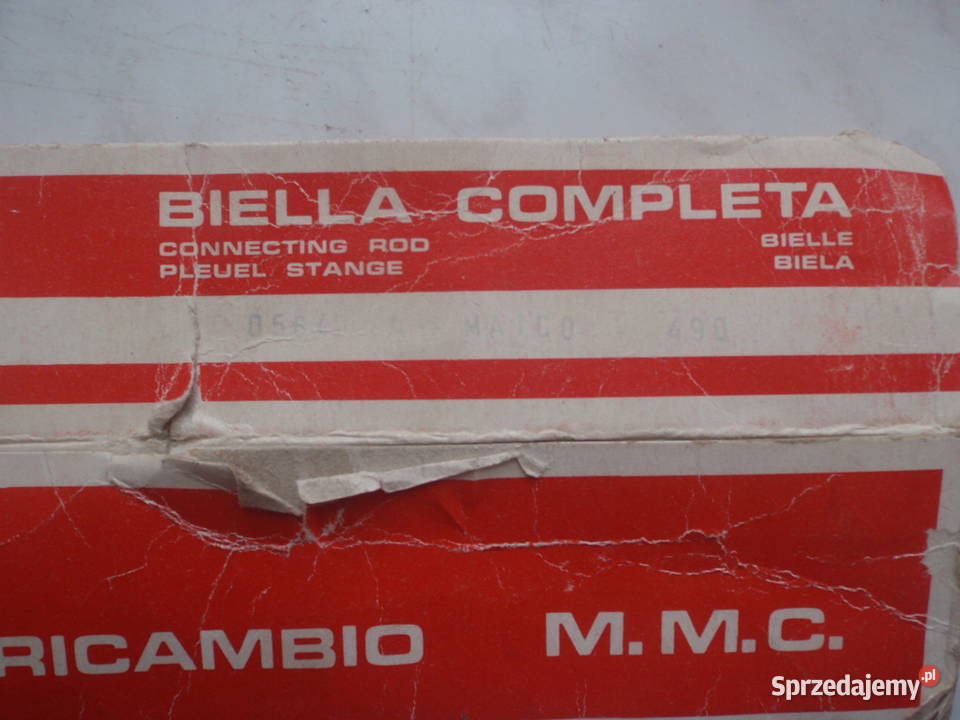 BIELLA COMPLETA
CONNECTING ROD
PLEUEL STANGE
BIELLE
BIELA
MAICO 490
RICAMBIO M.M.C.
Sprzedajemy.pl